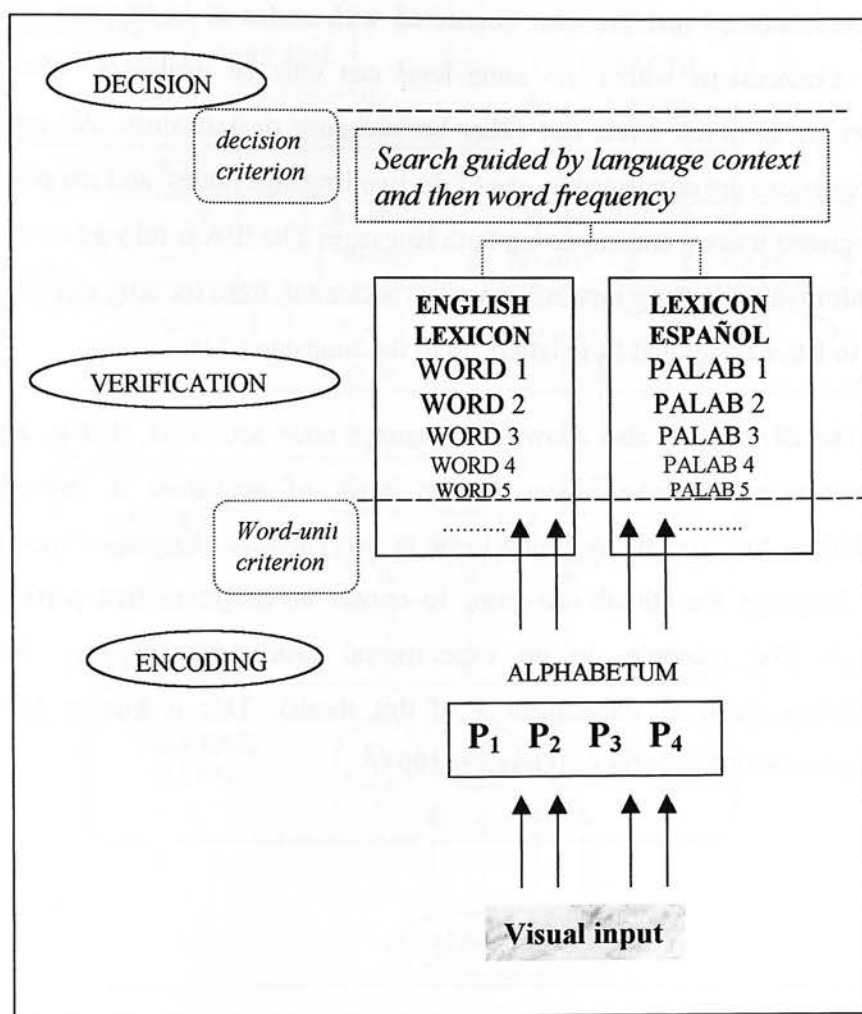 DECISION
decision
criterion
Search guided by language context
and then word frequency
ENGLISH
LEXICON
WORD 1
WORD 2
WORD 3
WORD 4
WORD 5
LEXICON
ESPAÑOL
PALAB 1
PALAB 2
PALAB 3
PALAB 4
PALAB 5
VERIFICATION
Word-unit
criterion
ENCODING
ALPHABETUM
P₁ P₂ P₃ P₄
Visual input